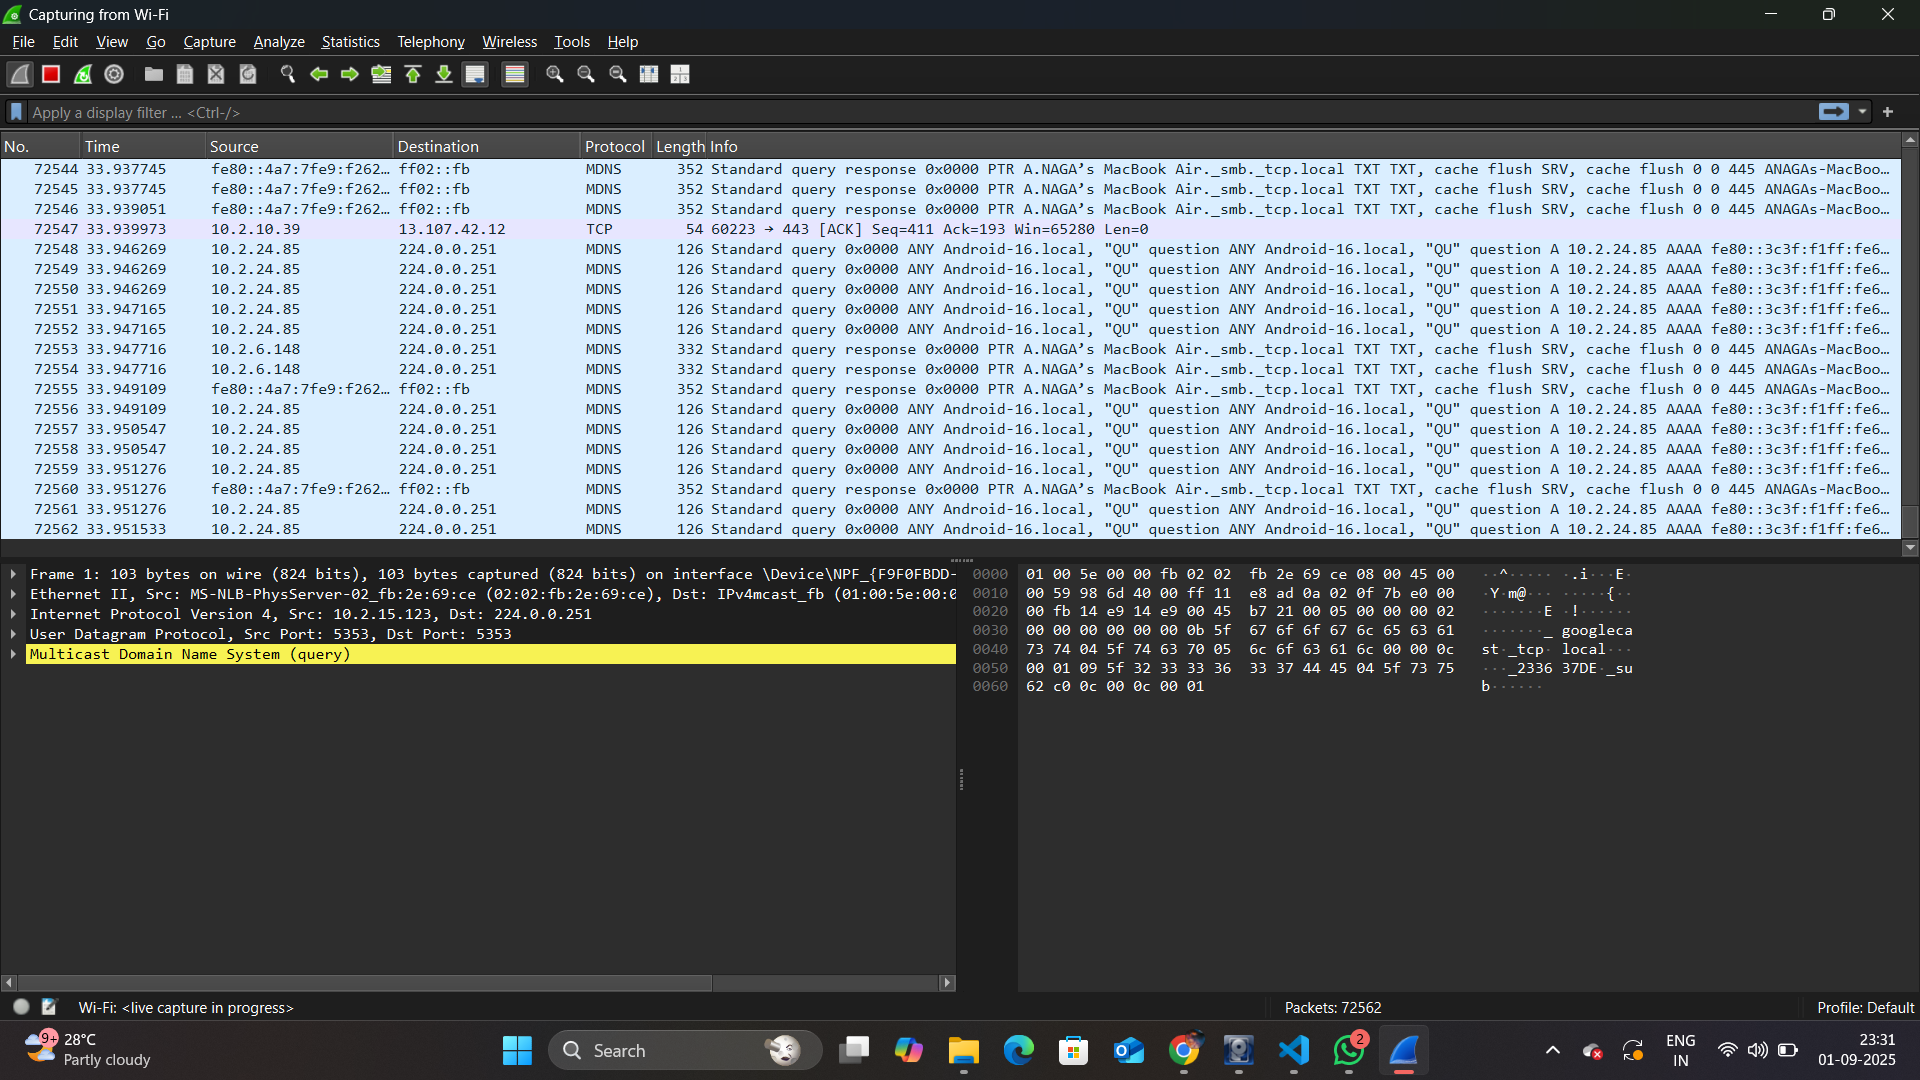 Capturing from Wi-Fi
File Edit View Go Capture Analyze Statistics Telephony Wireless Tools Help
Apply a display filter ... <Ctrl-/>
No. Time Source Destination Protocol Length Info
72544 33.937745 fe80::4a7:7fe9:f262… ff02::fb MDNS 352 Standard query response 0x0000 PTR A.NAGA’s MacBook Air._smb._tcp.local TXT TXT, cache flush SRV, cache flush 0 0 445 ANAGAs-MacBoo…
72545 33.937745 fe80::4a7:7fe9:f262… ff02::fb MDNS 352 Standard query response 0x0000 PTR A.NAGA’s MacBook Air._smb._tcp.local TXT TXT, cache flush SRV, cache flush 0 0 445 ANAGAs-MacBoo…
72546 33.939051 fe80::4a7:7fe9:f262… ff02::fb MDNS 352 Standard query response 0x0000 PTR A.NAGA’s MacBook Air._smb._tcp.local TXT TXT, cache flush SRV, cache flush 0 0 445 ANAGAs-MacBoo…
72547 33.939973 10.2.10.39 13.107.42.12 TCP 54 60223 → 443 [ACK] Seq=411 Ack=193 Win=65280 Len=0
72548 33.946269 10.2.24.85 224.0.0.251 MDNS 126 Standard query 0x0000 ANY Android-16.local, "QU" question ANY Android-16.local, "QU" question A 10.2.24.85 AAAA fe80::3c3f:f1ff:fe6…
72549 33.946269 10.2.24.85 224.0.0.251 MDNS 126 Standard query 0x0000 ANY Android-16.local, "QU" question ANY Android-16.local, "QU" question A 10.2.24.85 AAAA fe80::3c3f:f1ff:fe6…
72550 33.946269 10.2.24.85 224.0.0.251 MDNS 126 Standard query 0x0000 ANY Android-16.local, "QU" question ANY Android-16.local, "QU" question A 10.2.24.85 AAAA fe80::3c3f:f1ff:fe6…
72551 33.947165 10.2.24.85 224.0.0.251 MDNS 126 Standard query 0x0000 ANY Android-16.local, "QU" question ANY Android-16.local, "QU" question A 10.2.24.85 AAAA fe80::3c3f:f1ff:fe6…
72552 33.947165 10.2.24.85 224.0.0.251 MDNS 126 Standard query 0x0000 ANY Android-16.local, "QU" question ANY Android-16.local, "QU" question A 10.2.24.85 AAAA fe80::3c3f:f1ff:fe6…
72553 33.947716 10.2.6.148 224.0.0.251 MDNS 332 Standard query response 0x0000 PTR A.NAGA’s MacBook Air._smb._tcp.local TXT TXT, cache flush SRV, cache flush 0 0 445 ANAGAs-MacBoo…
72554 33.947716 10.2.6.148 224.0.0.251 MDNS 332 Standard query response 0x0000 PTR A.NAGA’s MacBook Air._smb._tcp.local TXT TXT, cache flush SRV, cache flush 0 0 445 ANAGAs-MacBoo…
72555 33.949109 fe80::4a7:7fe9:f262… ff02::fb MDNS 352 Standard query response 0x0000 PTR A.NAGA’s MacBook Air._smb._tcp.local TXT TXT, cache flush SRV, cache flush 0 0 445 ANAGAs-MacBoo…
72556 33.949109 10.2.24.85 224.0.0.251 MDNS 126 Standard query 0x0000 ANY Android-16.local, "QU" question ANY Android-16.local, "QU" question A 10.2.24.85 AAAA fe80::3c3f:f1ff:fe6…
72557 33.950547 10.2.24.85 224.0.0.251 MDNS 126 Standard query 0x0000 ANY Android-16.local, "QU" question ANY Android-16.local, "QU" question A 10.2.24.85 AAAA fe80::3c3f:f1ff:fe6…
72558 33.950547 10.2.24.85 224.0.0.251 MDNS 126 Standard query 0x0000 ANY Android-16.local, "QU" question ANY Android-16.local, "QU" question A 10.2.24.85 AAAA fe80::3c3f:f1ff:fe6…
72559 33.951276 10.2.24.85 224.0.0.251 MDNS 126 Standard query 0x0000 ANY Android-16.local, "QU" question ANY Android-16.local, "QU" question A 10.2.24.85 AAAA fe80::3c3f:f1ff:fe6…
72560 33.951276 fe80::4a7:7fe9:f262… ff02::fb MDNS 352 Standard query response 0x0000 PTR A.NAGA’s MacBook Air._smb._tcp.local TXT TXT, cache flush SRV, cache flush 0 0 445 ANAGAs-MacBoo…
72561 33.951276 10.2.24.85 224.0.0.251 MDNS 126 Standard query 0x0000 ANY Android-16.local, "QU" question ANY Android-16.local, "QU" question A 10.2.24.85 AAAA fe80::3c3f:f1ff:fe6…
72562 33.951533 10.2.24.85 224.0.0.251 MDNS 126 Standard query 0x0000 ANY Android-16.local, "QU" question ANY Android-16.local, "QU" question A 10.2.24.85 AAAA fe80::3c3f:f1ff:fe6…
Frame 1: 103 bytes on wire (824 bits), 103 bytes captured (824 bits) on interface \Device\NPF_{F9F0FBDD-
Ethernet II, Src: MS-NLB-PhysServer-02_fb:2e:69:ce (02:02:fb:2e:69:ce), Dst: IPv4mcast_fb (01:00:5e:00:0
Internet Protocol Version 4, Src: 10.2.15.123, Dst: 224.0.0.251
User Datagram Protocol, Src Port: 5353, Dst Port: 5353
Multicast Domain Name System (query)
0000 01 00 5e 00 00 fb 02 02 fb 2e 69 ce 08 00 45 00 ··^····· ·.i···E·
0010 00 59 98 6d 40 00 ff 11 e8 ad 0a 02 0f 7b e0 00 ·Y·m@··· ·····{··
0020 00 fb 14 e9 14 e9 00 45 b7 21 00 05 00 00 00 02 ·······E ·!······
0030 00 00 00 00 00 00 0b 5f 67 6f 6f 67 6c 65 63 61 ·······_ googleca
0040 73 74 04 5f 74 63 70 05 6c 6f 63 61 6c 00 00 0c st·_tcp· local···
0050 00 01 09 5f 32 33 33 36 33 37 44 45 04 5f 73 75 ···_2336 37DE·_su
0060 62 c0 0c 00 0c 00 01 b······
Wi-Fi: <live capture in progress>
Packets: 72562
Profile: Default
9+
28°C
Partly cloudy
Search
2
ENG
IN
23:31
01-09-2025